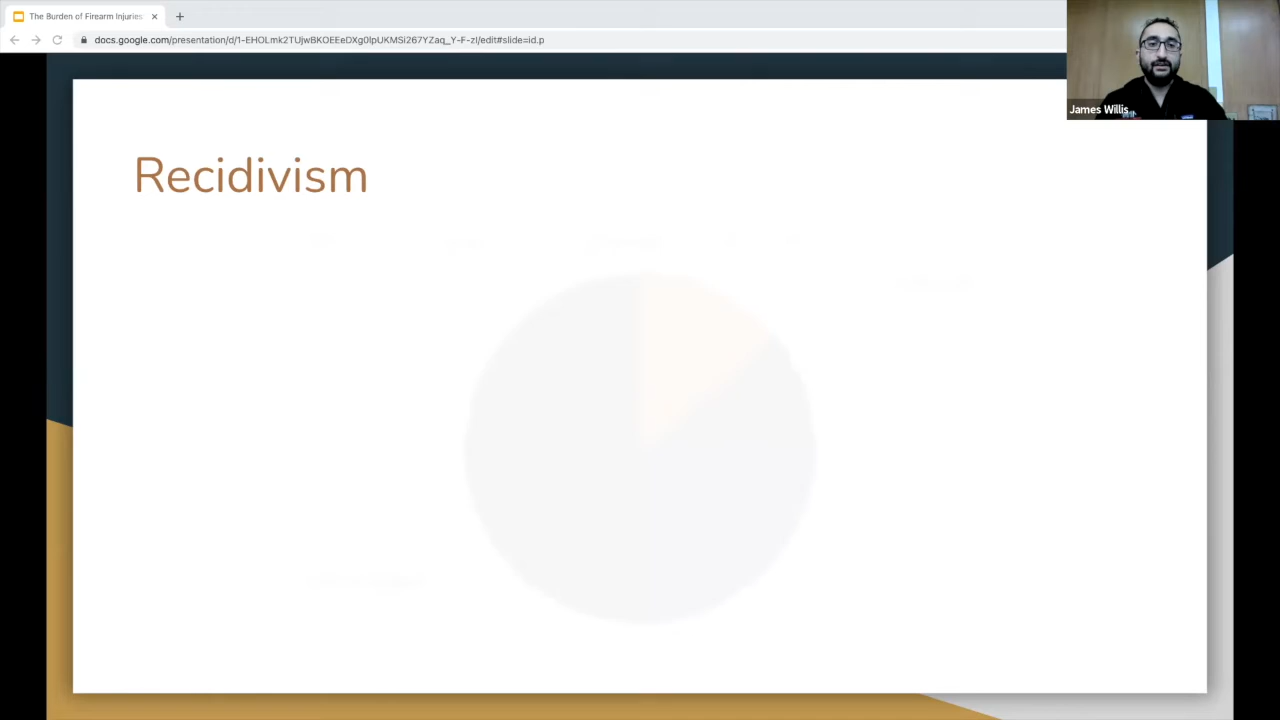 The Burden of Firearm Injuries
docs.google.com/presentation/d/1-EHOLmk2TUjwBKOEEeDXg0lpUKMSi267YZaq_Y-F-zI/edit#slide=id.p
James Willis
Recidivism